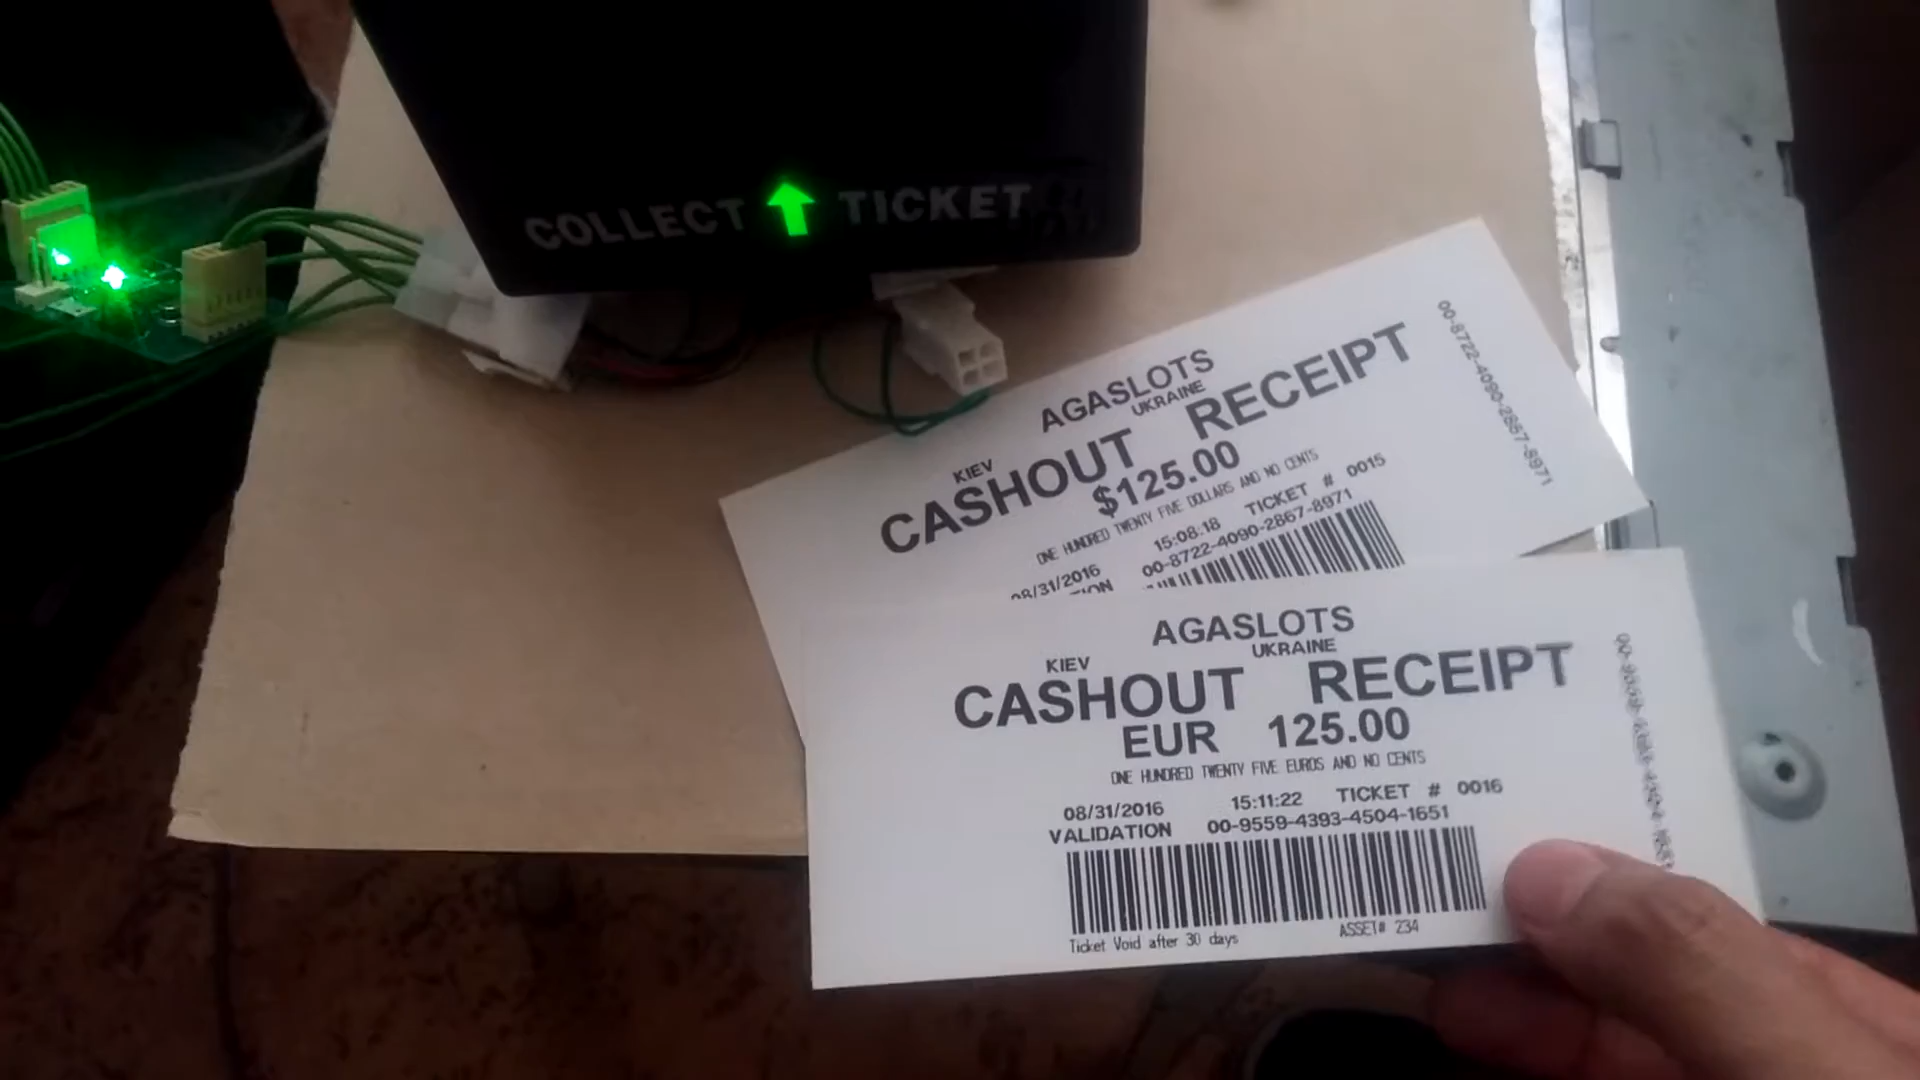 COLLECT TICKET
AGASLOTS
KIEV UKRAINE
CASHOUT RECEIPT
$125.00
ONE HUNDRED TWENTY FIVE DOLLARS AND NO CENTS
08/31/2016 15:08:18 TICKET # 0015
00-8722-4090-2867-8971
00-8722-4090-2867-8971
AGASLOTS
KIEV UKRAINE
CASHOUT RECEIPT
EUR 125.00
ONE HUNDRED TWENTY FIVE EUROS AND NO CENTS
08/31/2016 15:11:22 TICKET # 0016
VALIDATION 00-9559-4393-4504-1651
Ticket Void after 30 days ASSET# 234